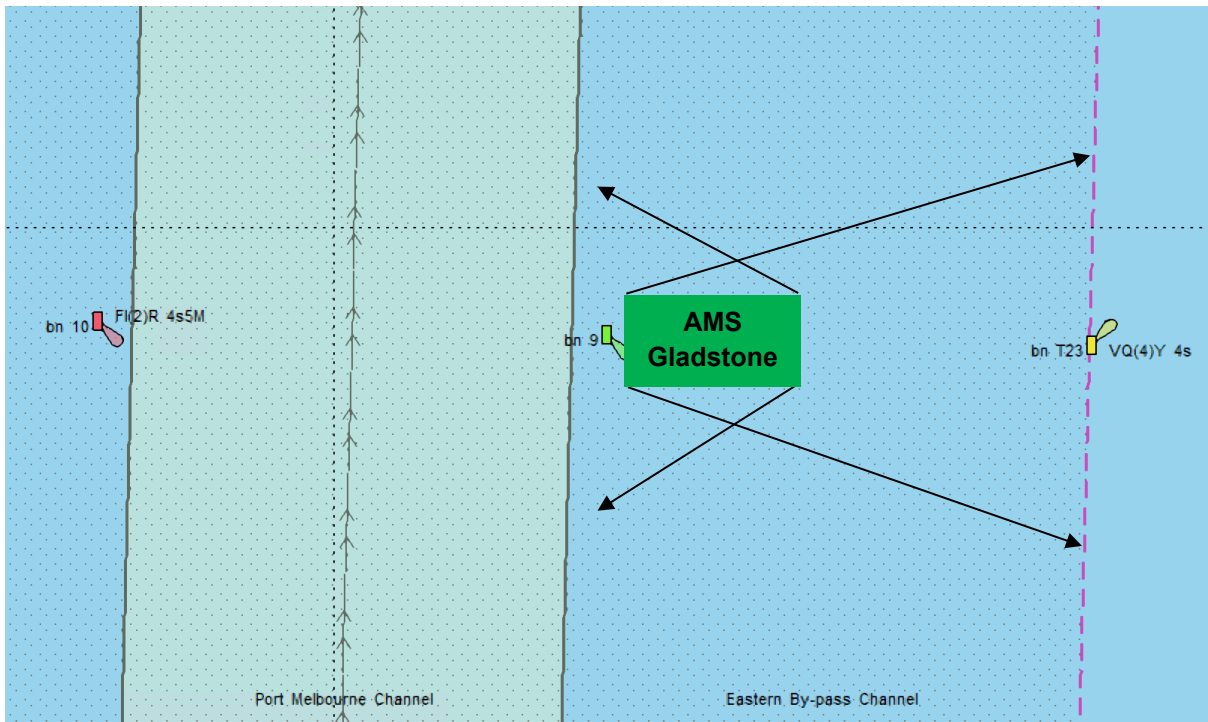 bn 10
Fl(2)R 4s5M
bn 9
AMS
Gladstone
bn T23
VQ(4)Y 4s
Port Melbourne Channel
Eastern By-pass Channel